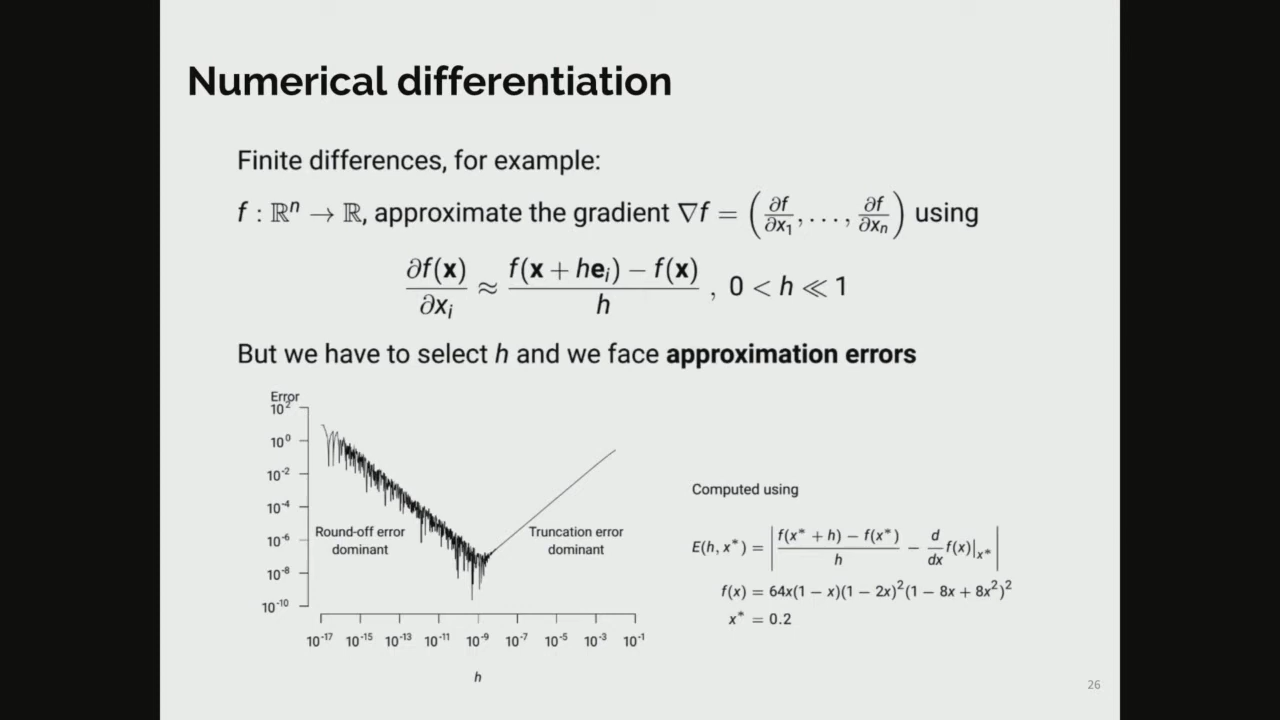 Numerical differentiation
Finite differences, for example:
f : ℝⁿ → ℝ, approximate the gradient ∇f = (∂f/∂x₁, . . . , ∂f/∂xₙ) using
∂f(x)/∂xᵢ ≈ (f(x + heᵢ) − f(x))/h , 0 < h ≪ 1
But we have to select h and we face approximation errors
Error
10²
10⁰
10⁻²
10⁻⁴
10⁻⁶
10⁻⁸
10⁻¹⁰
Round-off error
dominant
Truncation error
dominant
10⁻¹⁷ 10⁻¹⁵ 10⁻¹³ 10⁻¹¹ 10⁻⁹ 10⁻⁷ 10⁻⁵ 10⁻³ 10⁻¹
h
Computed using
E(h, x*) = |(f(x* + h) − f(x*))/h − d/dx f(x)|ₓ*|
f(x) = 64x(1 − x)(1 − 2x)²(1 − 8x + 8x²)²
x* = 0.2
26